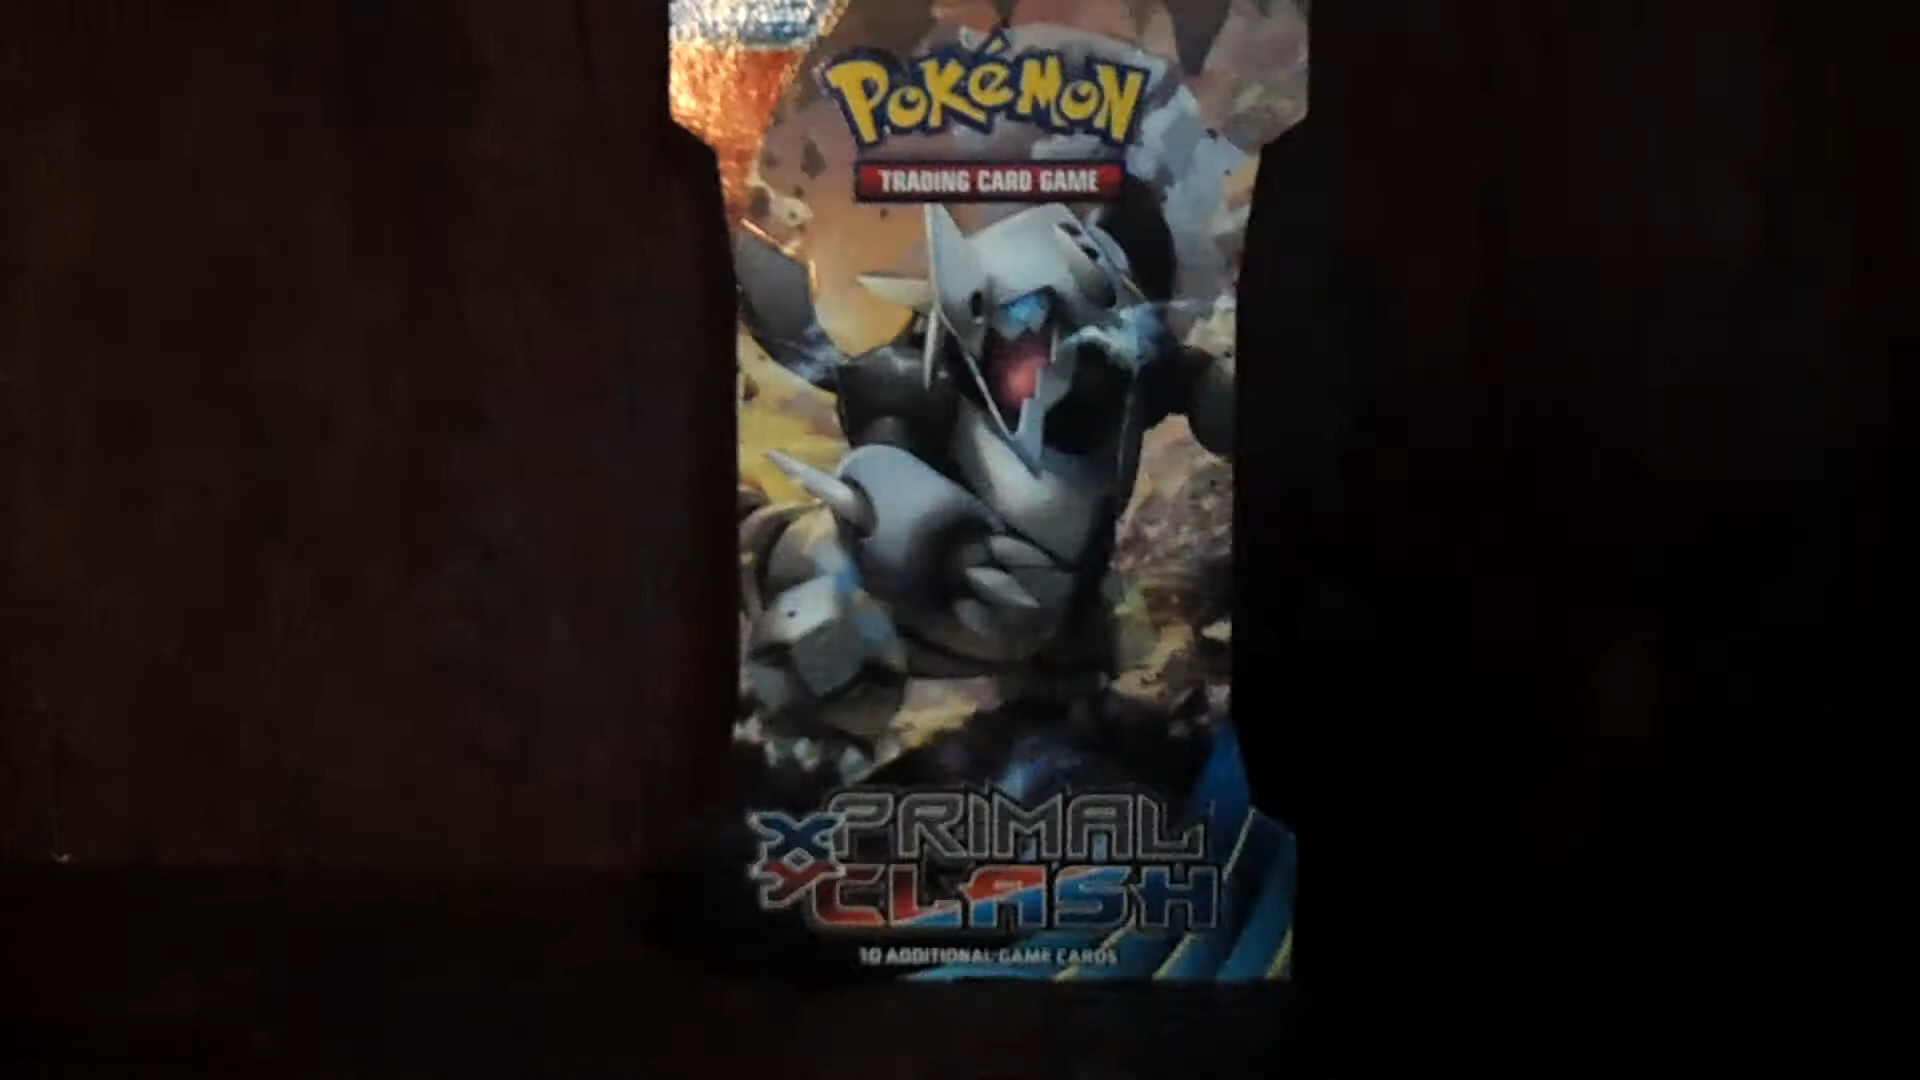 POKéMON
TRADING CARD GAME
XY PRIMAL
CLASH
10 ADDITIONAL GAME CARDS